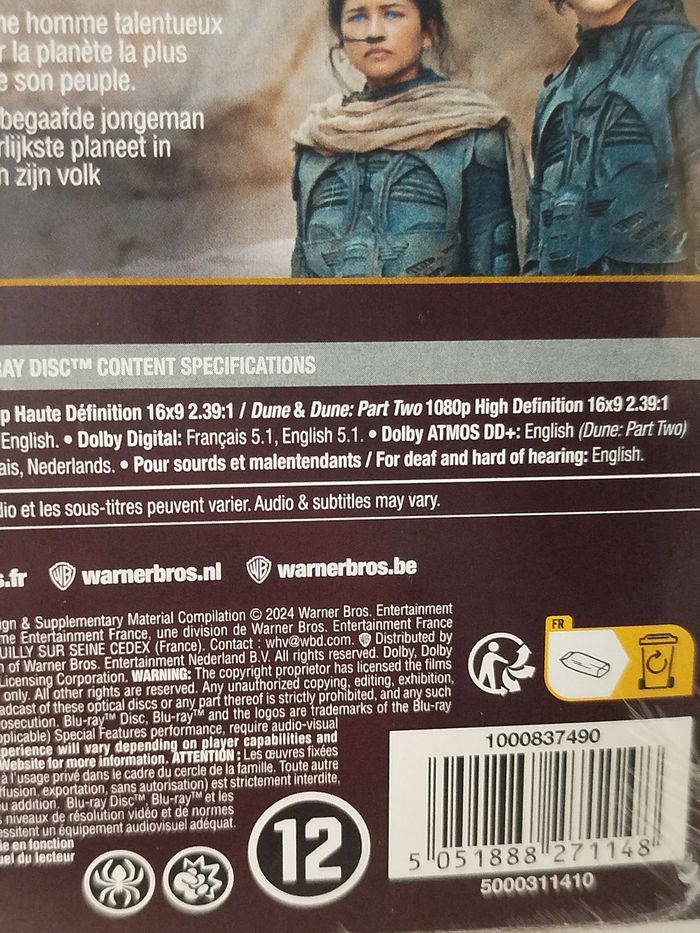 ne homme talentueux
r la planète la plus
e son peuple.
begaafde jongeman
rlijkste planeet in
n zijn volk
RAY DISC™ CONTENT SPECIFICATIONS
p Haute Définition 16x9 2.39:1 / Dune & Dune: Part Two 1080p High Definition 16x9 2.39:1
English. • Dolby Digital: Français 5.1, English 5.1. • Dolby ATMOS DD+: English (Dune: Part Two)
ais, Nederlands. • Pour sourds et malentendants / For deaf and hard of hearing: English.
dio et les sous-titres peuvent varier. Audio & subtitles may vary.
s.fr WB warnerbros.nl WB warnerbros.be
ign & Supplementary Material Compilation © 2024 Warner Bros. Entertainment
me Entertainment France, une division de Warner Bros. Entertainment France
UILLY SUR SEINE CEDEX (France). Contact : whv@wbd.com. Distributed by
n of Warner Bros. Entertainment Nederland B.V. All rights reserved. Dolby, Dolby
Licensing Corporation. WARNING: The copyright proprietor has licensed the films
only. All other rights are reserved. Any unauthorized copying, editing, exhibition,
adcast of these optical discs or any part thereof is strictly prohibited, and any such
osecution. Blu-ray™ Disc, Blu-ray™ and the logos are trademarks of the Blu-ray
pplicable) Special Features performance, require audio-visual
perience will vary depending on player capabilities and
Website for more information. ATTENTION : Les œuvres fixées
à l'usage privé dans le cadre du cercle de la famille. Toute autre
ffusion, exportation, sans autorisation) est strictement interdite,
u addition. Blu-ray Disc™, Blu-ray™ et les
s niveaux de résolution vidéo et de normes
essitent un équipement audiovisuel adéquat.
ie en fonction
uel du lecteur
FR
12
1000837490
5 051888 271148
5000311410